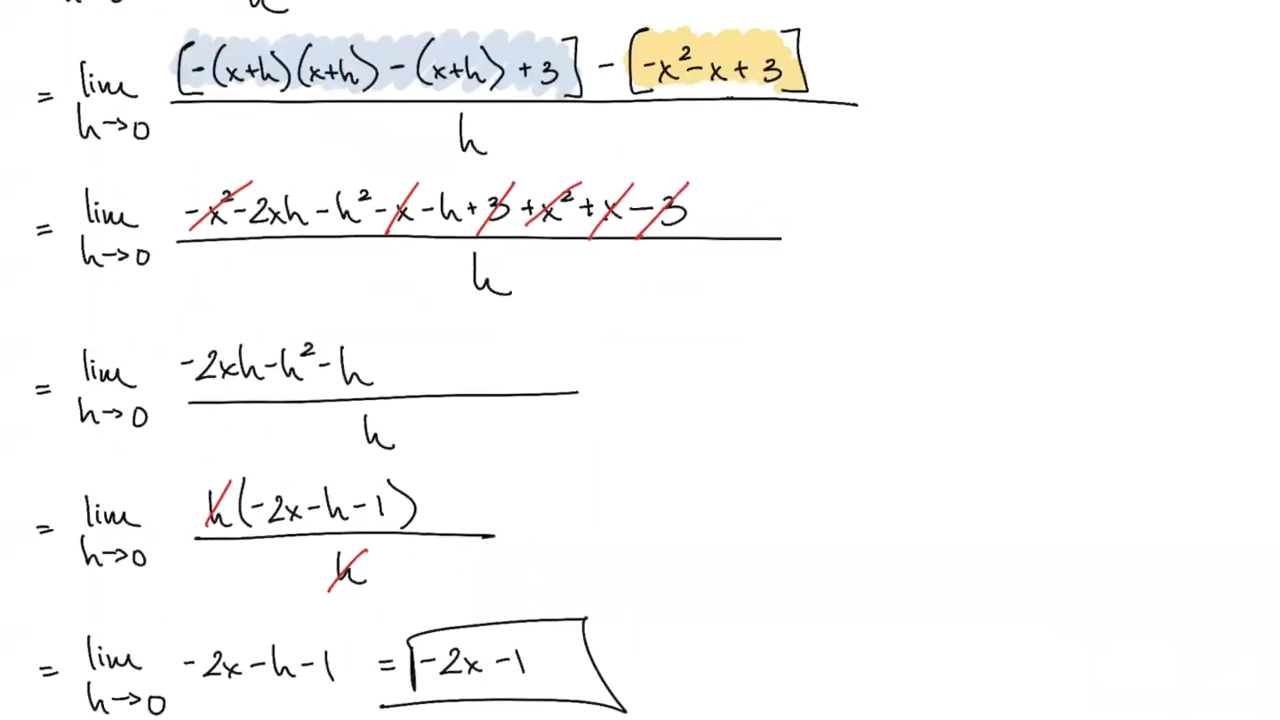 = lim h→0 [-(x+h)(x+h) -(x+h) +3] - [-x²-x+3] / h
= lim h→0 -x²-2xh-h²-x-h+3+x²+x-3 / h
= lim h→0 -2xh-h²-h / h
= lim h→0 h(-2x-h-1) / h
= lim h→0 -2x-h-1 = -2x-1